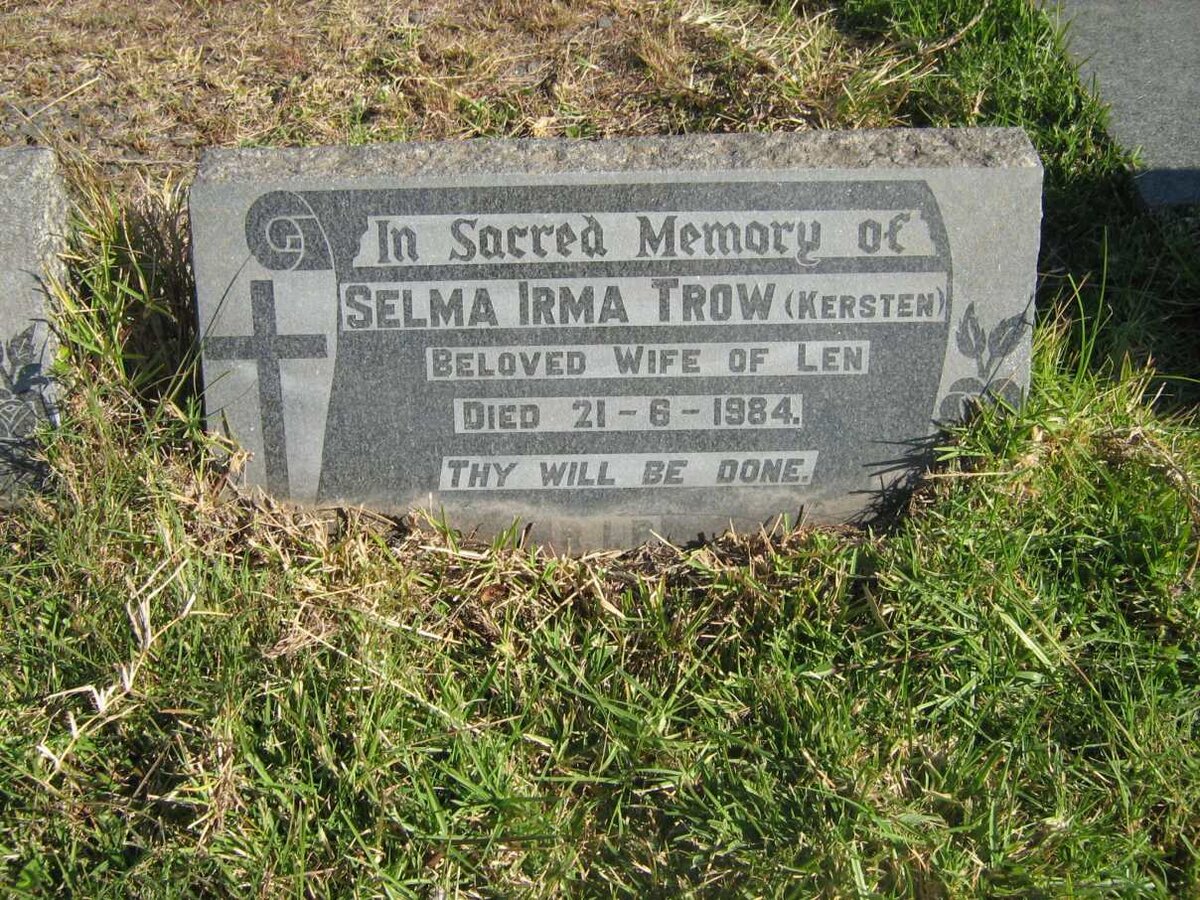 In Sacred Memory of
SELMA IRMA TROW (KERSTEN)
BELOVED WIFE OF LEN
DIED 21-6-1984.
THY WILL BE DONE.
R.I.P.